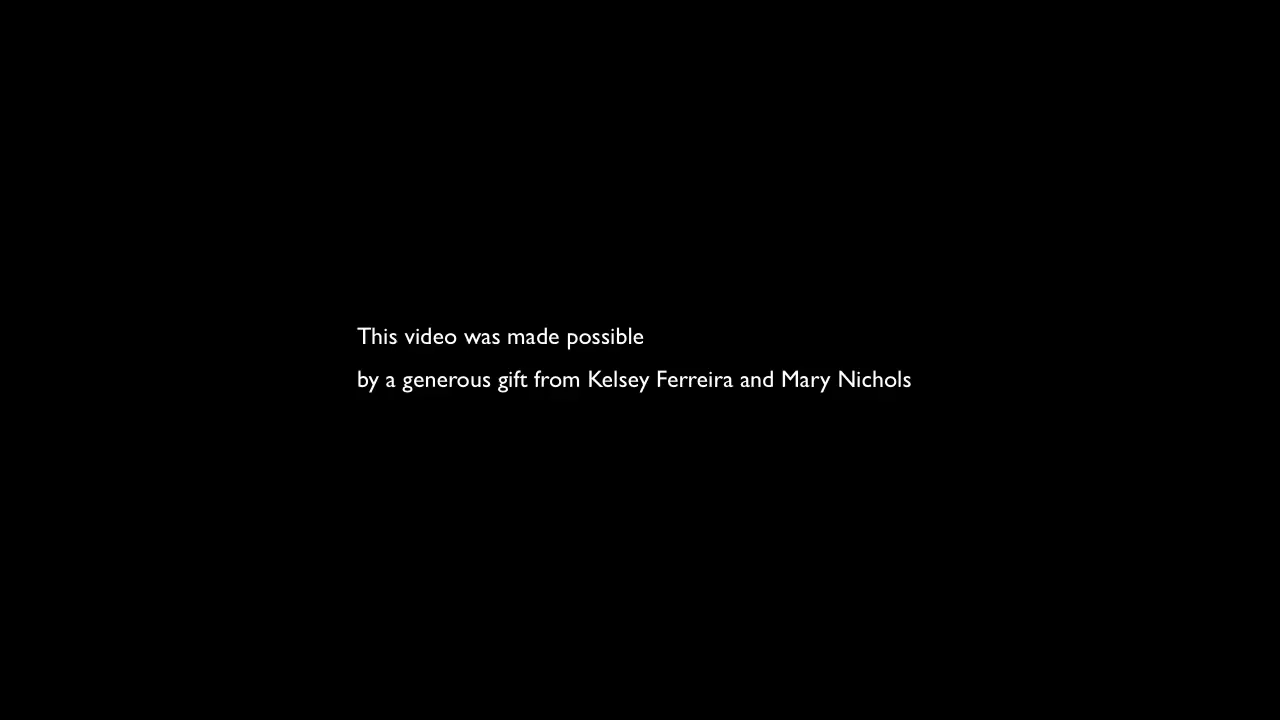 This video was made possible
by a generous gift from Kelsey Ferreira and Mary Nichols